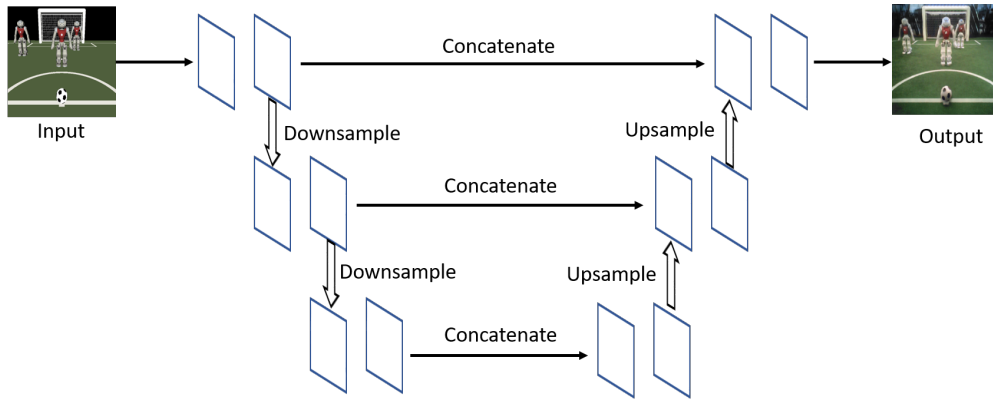 Concatenate
Input
Downsample
Upsample
Output
Concatenate
Downsample
Upsample
Concatenate